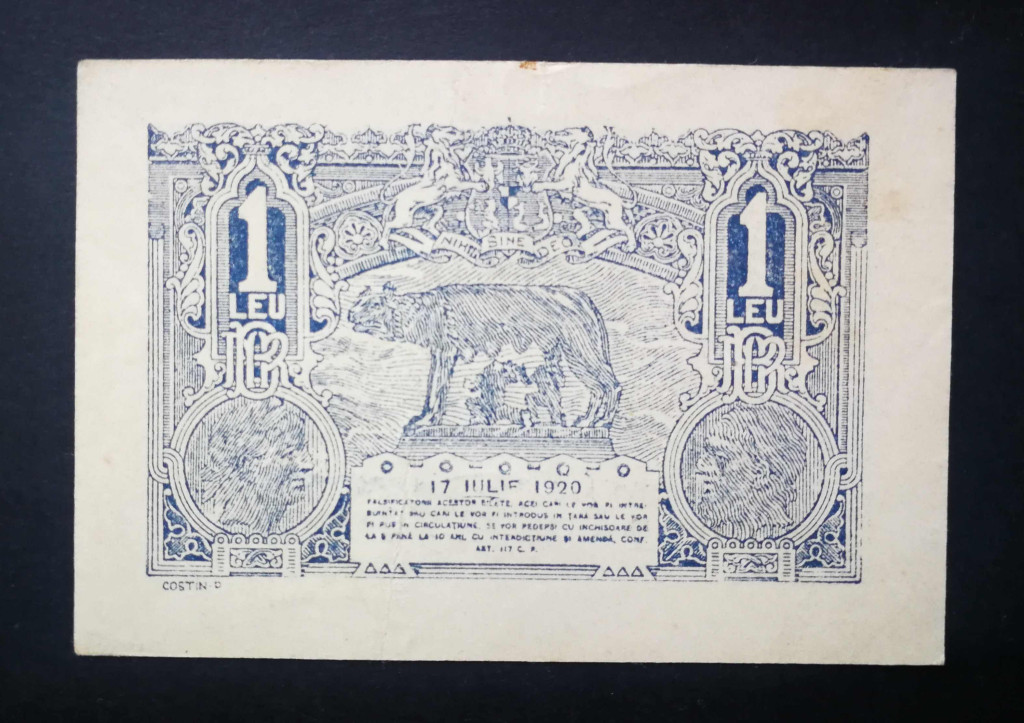 1
LEU
1
LEU
NIHIL SINE DEO
17 IULIE 1920
FALSIFICATORII ACESTOR BILETE, ACEI CARI LE VOR FI INTRE-
BUINTAT SAU CARI LE VOR FI INTRODUS IN ȚARĂ SAU LE VOR
FI PUS IN CIRCULAȚIUNE, SE VOR PEDEPSI CU INCHISOARE DE
LA 5 PÂNĂ LA 10 ANI, CU INTERDICȚIUNE ȘI AMENDĂ, CONF.
ART. 117 C. P.
COSTIN P